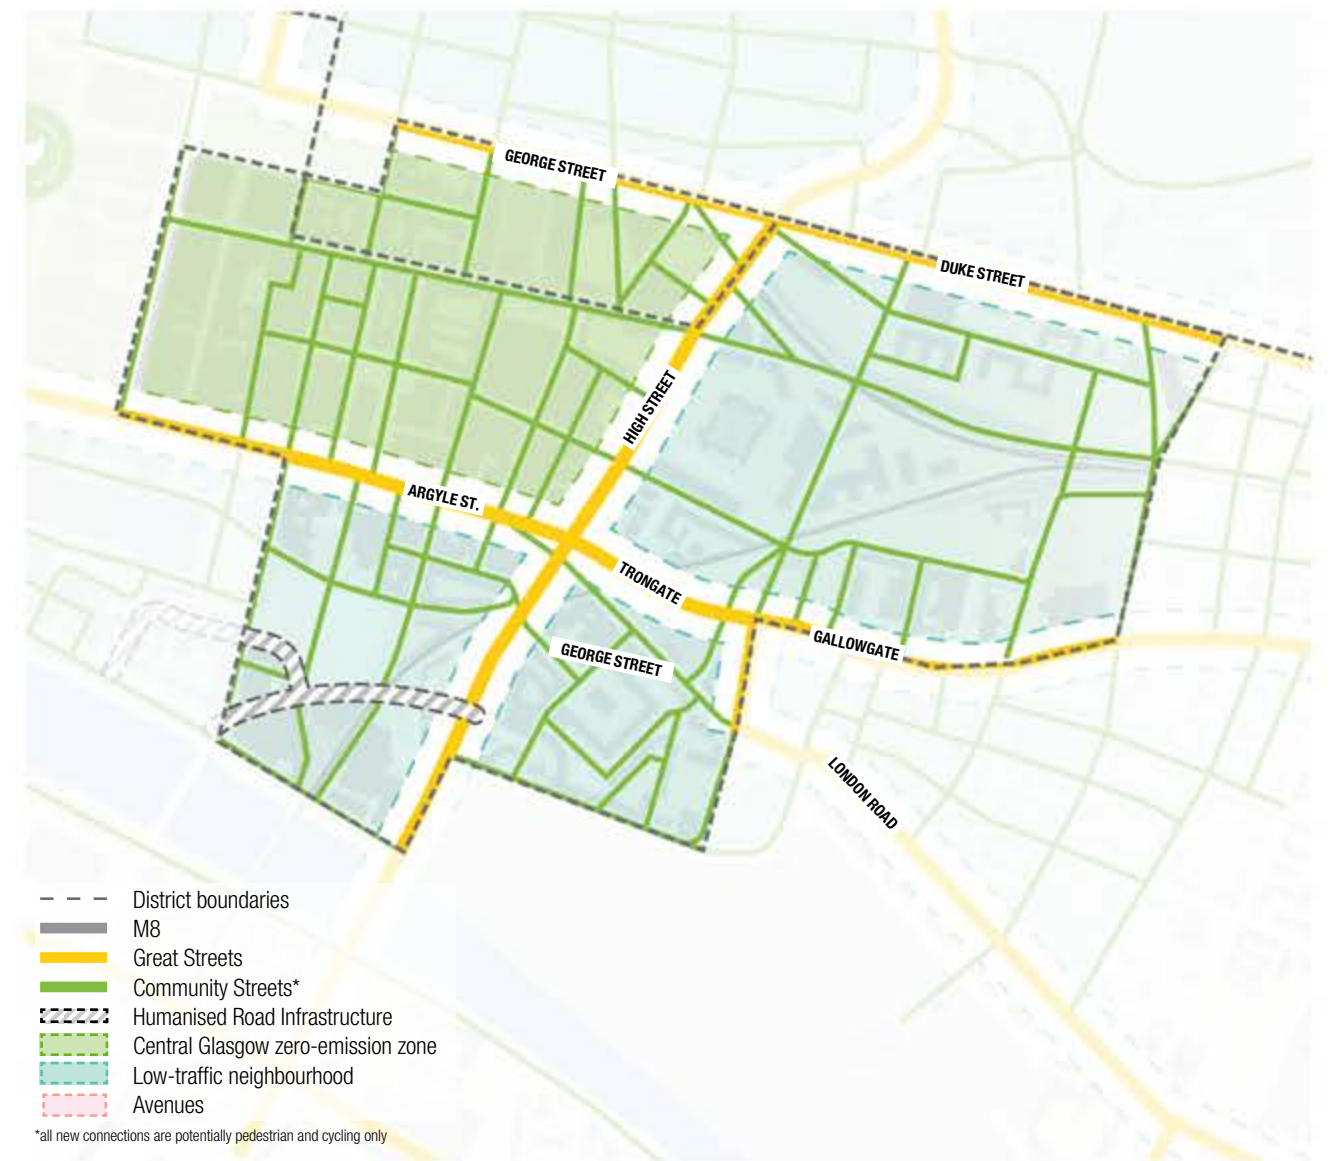 GEORGE STREET
DUKE STREET
HIGH STREET
ARGYLE ST.
TRONGATE
GALLOWGATE
GEORGE STREET
LONDON ROAD
District boundaries
M8
Great Streets
Community Streets*
Humanised Road Infrastructure
Central Glasgow zero-emission zone
Low-traffic neighbourhood
Avenues
*all new connections are potentially pedestrian and cycling only